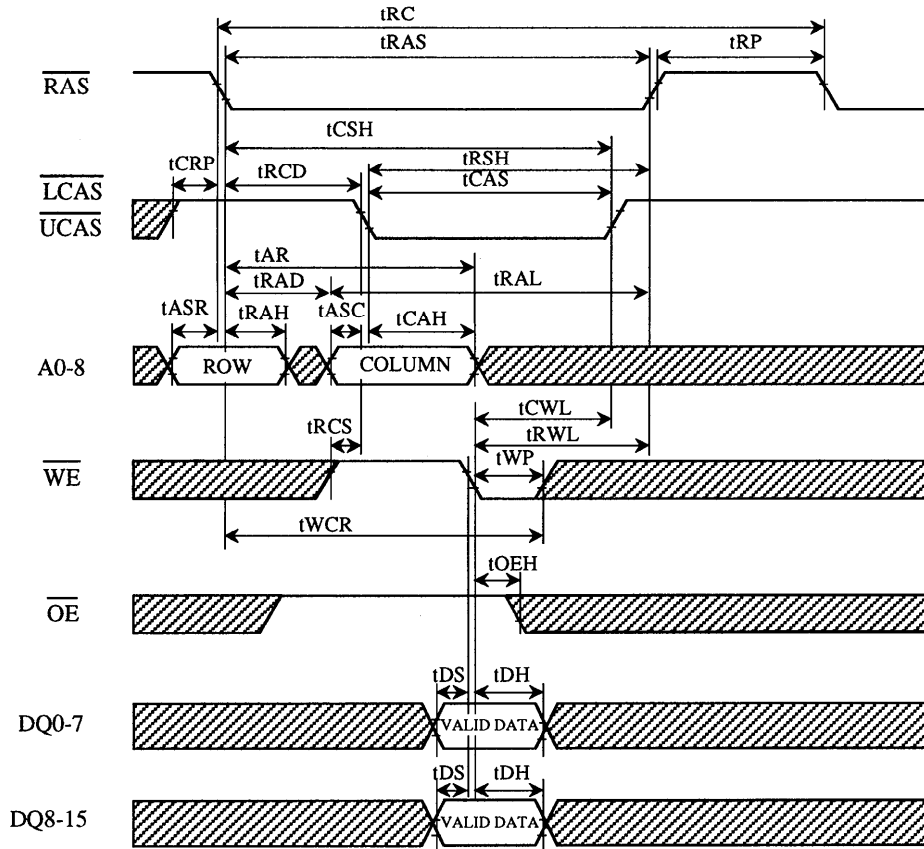 tRC
tRAS
tRP
RAS
tCSH
tRSH
tCRP
tRCD
tCAS
LCAS
UCAS
tAR
tRAD
tRAL
tASR
tRAH
tASC
tCAH
A0-8
ROW
COLUMN
tCWL
tRCS
tRWL
tWP
WE
tWCR
tOEH
OE
tDS
tDH
DQ0-7
VALID DATA
tDS
tDH
DQ8-15
VALID DATA